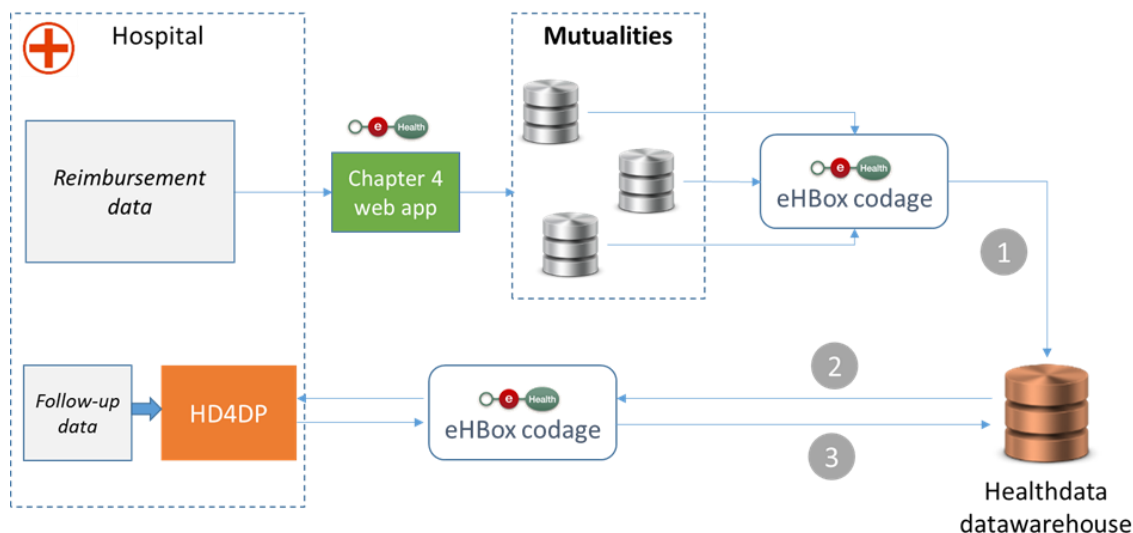 Hospital
Mutualities
Reimbursement
data
e Health
Chapter 4
web app
e Health
eHBox codage
1
Follow-up
data
HD4DP
e Health
eHBox codage
2
3
Healthdata
datawarehouse